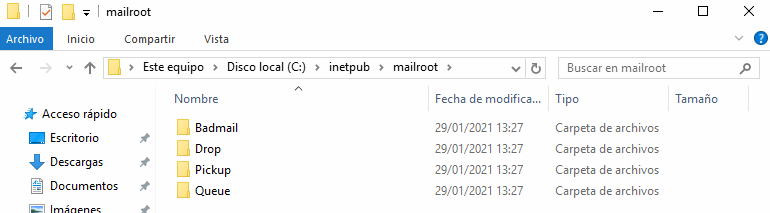 mailroot
Archivo Inicio Compartir Vista
Este equipo Disco local (C:) inetpub mailroot Buscar en mailroot
Nombre Fecha de modifica... Tipo Tamaño
Acceso rápido
Escritorio
Descargas
Documentos
Imágenes
Badmail 29/01/2021 13:27 Carpeta de archivos
Drop 29/01/2021 13:27 Carpeta de archivos
Pickup 29/01/2021 13:27 Carpeta de archivos
Queue 29/01/2021 13:27 Carpeta de archivos